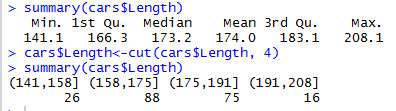 > summary(cars$Length)
Min. 1st Qu. Median Mean 3rd Qu. Max.
141.1 166.3 173.2 174.0 183.1 208.1
> cars$Length<-cut(cars$Length, 4)
> summary(cars$Length)
(141,158] (158,175] (175,191] (191,208]
26 88 75 16